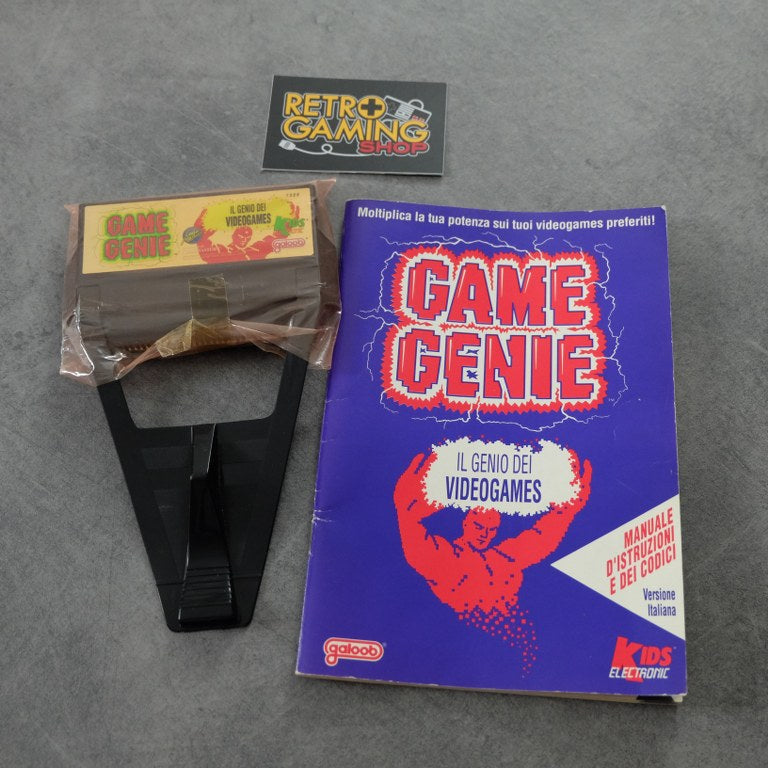 RETRO
GAMING
SHOP
GAME
GENIE
IL GENIO DEI
VIDEOGAMES
KIDS
galoob
Moltiplica la tua potenza sui tuoi videogames preferiti!
GAME
GENIE
IL GENIO DEI
VIDEOGAMES
MANUALE
D'ISTRUZIONI
E DEI CODICI
Versione
Italiana
galoob®
KIDS™
ELECTRONIC